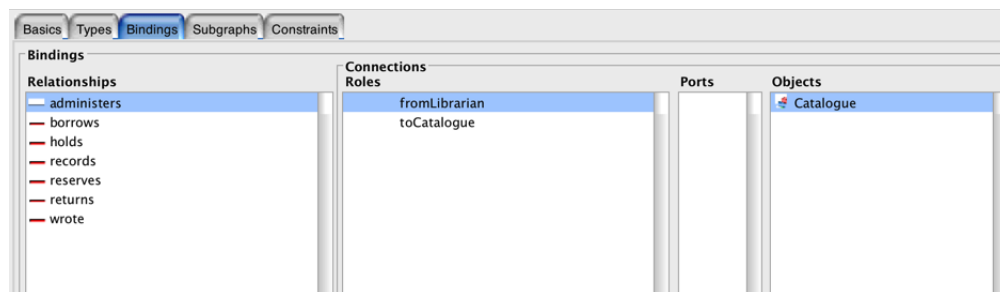 Basics Types Bindings Subgraphs Constraints
Bindings
Connections
Relationships Roles Ports Objects
administers fromLibrarian Catalogue
borrows toCatalogue
holds
records
reserves
returns
wrote